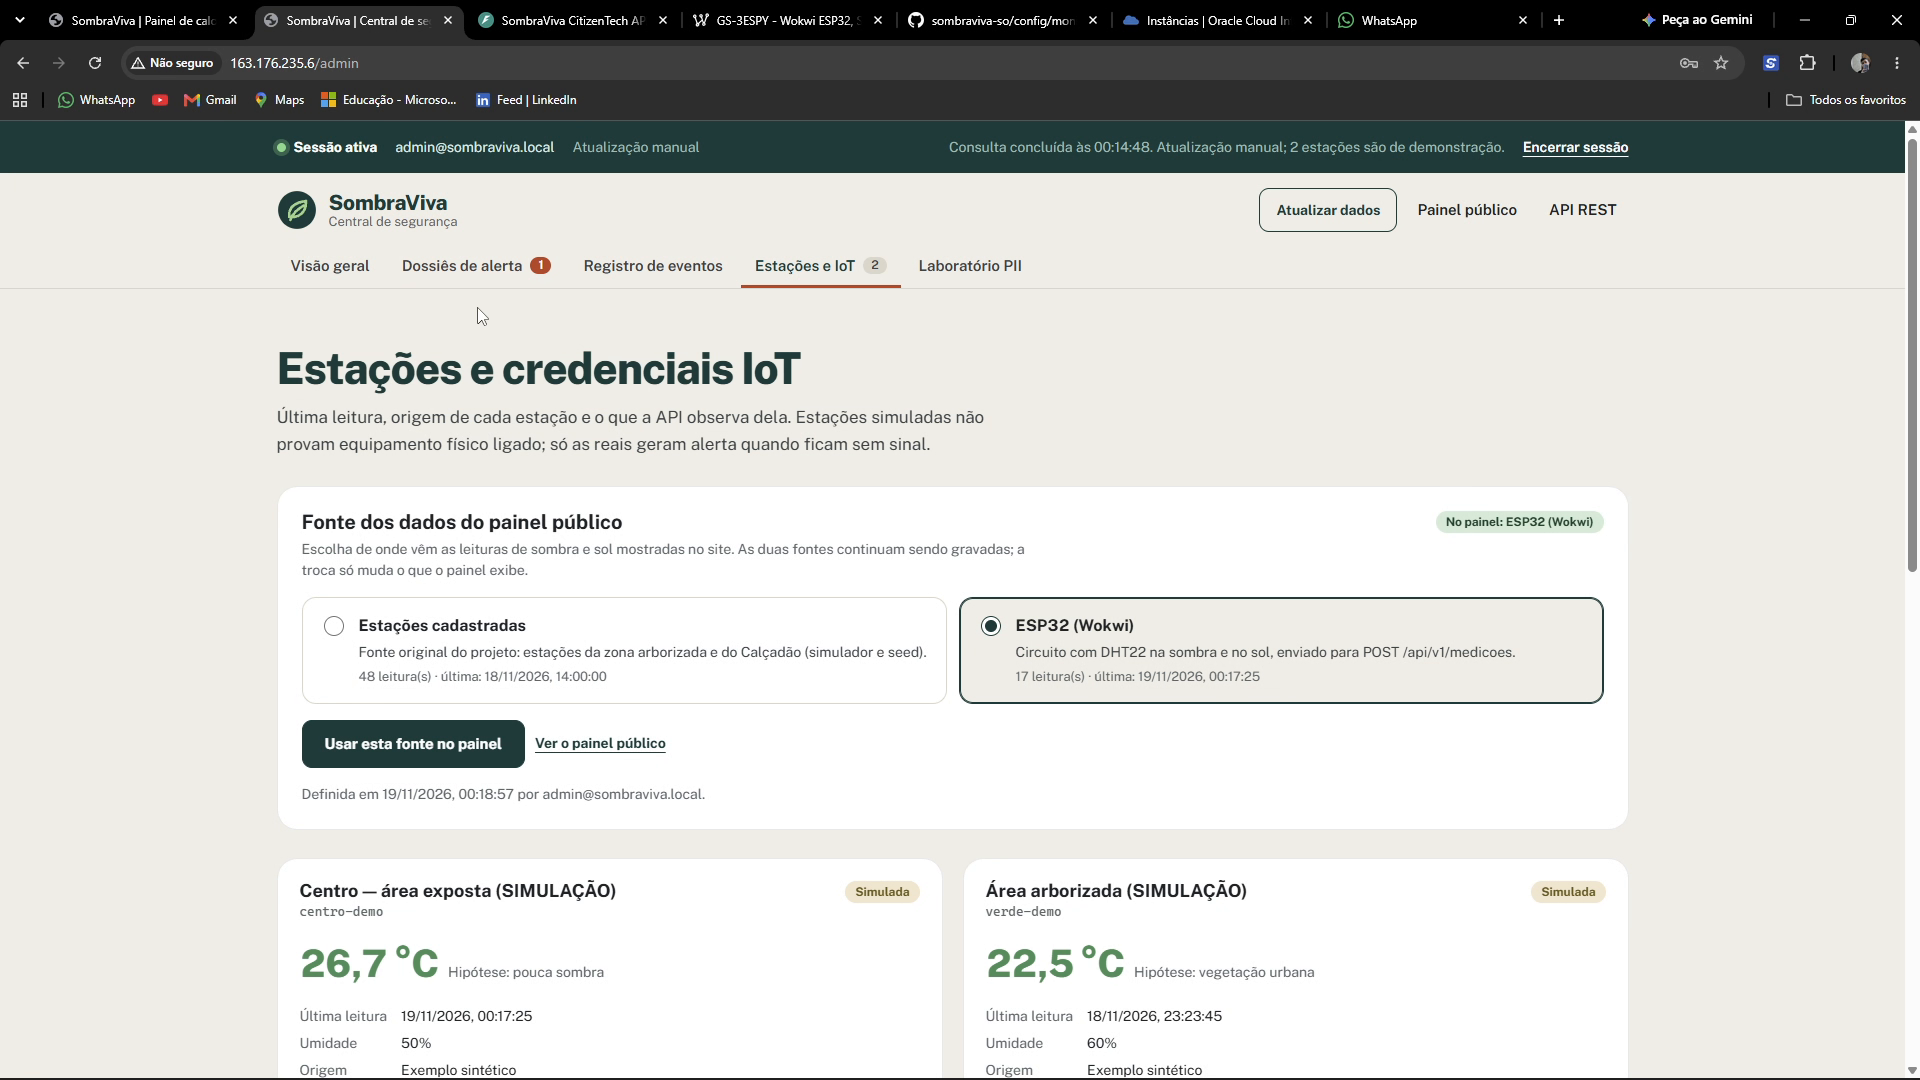 SombraViva | Painel de calo
SombraViva | Central de se
SombraViva CitizenTech AP
GS-3ESPY - Wokwi ESP32, S
sombraviva-so/config/mon
Instâncias | Oracle Cloud In
WhatsApp
Peça ao Gemini
Não seguro
163.176.235.6/admin
WhatsApp
Gmail
Maps
Educação - Microso...
Feed | LinkedIn
Todos os favoritos
Sessão ativa admin@sombraviva.local Atualização manual
Consulta concluída às 00:14:48. Atualização manual; 2 estações são de demonstração. Encerrar sessão
SombraViva
Central de segurança
Atualizar dados Painel público API REST
Visão geral Dossiês de alerta 1 Registro de eventos Estações e IoT 2 Laboratório PII
Estações e credenciais IoT
Última leitura, origem de cada estação e o que a API observa dela. Estações simuladas não
provam equipamento físico ligado; só as reais geram alerta quando ficam sem sinal.
Fonte dos dados do painel público
No painel: ESP32 (Wokwi)
Escolha de onde vêm as leituras de sombra e sol mostradas no site. As duas fontes continuam sendo gravadas; a
troca só muda o que o painel exibe.
Estações cadastradas
Fonte original do projeto: estações da zona arborizada e do Calçadão (simulador e seed).
48 leitura(s) · última: 18/11/2026, 14:00:00
ESP32 (Wokwi)
Circuito com DHT22 na sombra e no sol, enviado para POST /api/v1/medicoes.
17 leitura(s) · última: 19/11/2026, 00:17:25
Usar esta fonte no painel Ver o painel público
Definida em 19/11/2026, 00:18:57 por admin@sombraviva.local.
Centro — área exposta (SIMULAÇÃO)
Simulada
centro-demo
26,7 °C Hipótese: pouca sombra
Última leitura 19/11/2026, 00:17:25
Umidade 50%
Origem Exemplo sintético
Área arborizada (SIMULAÇÃO)
Simulada
verde-demo
22,5 °C Hipótese: vegetação urbana
Última leitura 18/11/2026, 23:23:45
Umidade 60%
Origem Exemplo sintético